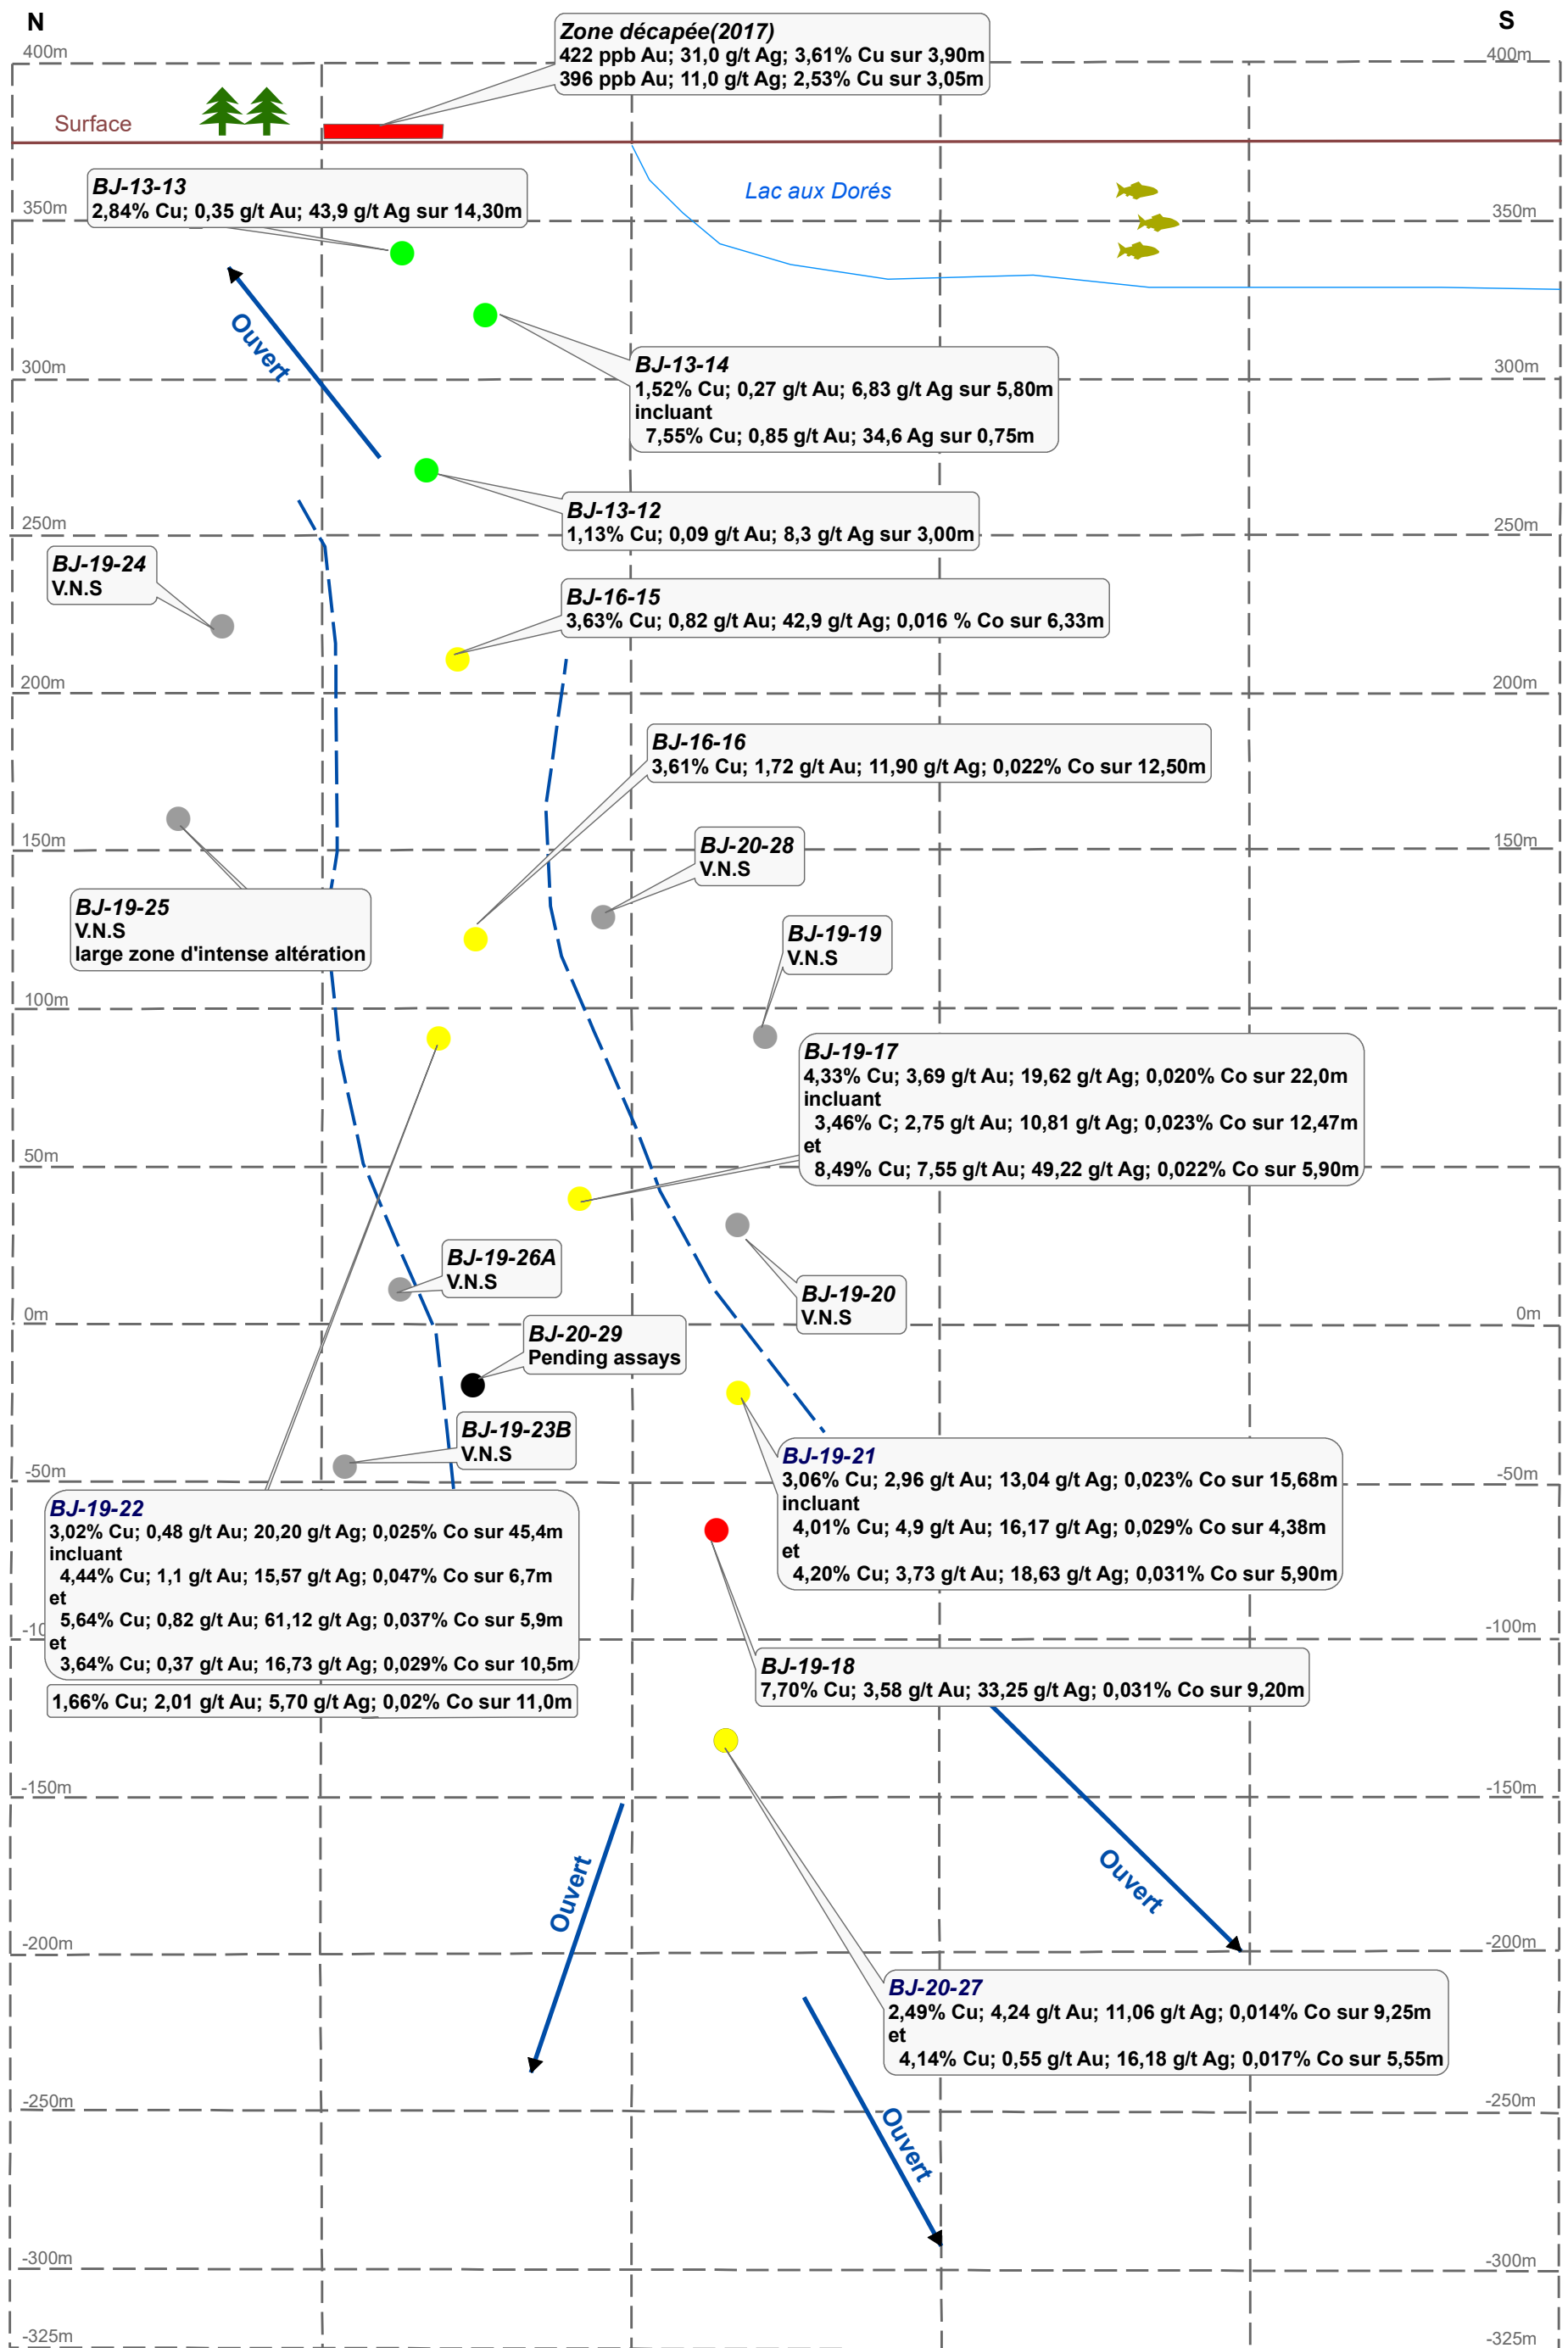 N
S
Zone décapée(2017)
422 ppb Au; 31,0 g/t Ag; 3,61% Cu sur 3,90m
396 ppb Au; 11,0 g/t Ag; 2,53% Cu sur 3,05m
400m
400m
Surface
BJ-13-13
2,84% Cu; 0,35 g/t Au; 43,9 g/t Ag sur 14,30m
Lac aux Dorés
350m
350m
Ouvert
BJ-13-14
1,52% Cu; 0,27 g/t Au; 6,83 g/t Ag sur 5,80m
incluant
7,55% Cu; 0,85 g/t Au; 34,6 Ag sur 0,75m
300m
300m
BJ-13-12
1,13% Cu; 0,09 g/t Au; 8,3 g/t Ag sur 3,00m
250m
250m
BJ-19-24
V.N.S
BJ-16-15
3,63% Cu; 0,82 g/t Au; 42,9 g/t Ag; 0,016 % Co sur 6,33m
200m
200m
BJ-16-16
3,61% Cu; 1,72 g/t Au; 11,90 g/t Ag; 0,022% Co sur 12,50m
150m
150m
BJ-20-28
V.N.S
BJ-19-25
V.N.S
large zone d'intense altération
BJ-19-19
V.N.S
100m
100m
BJ-19-17
4,33% Cu; 3,69 g/t Au; 19,62 g/t Ag; 0,020% Co sur 22,0m
incluant
3,46% C; 2,75 g/t Au; 10,81 g/t Ag; 0,023% Co sur 12,47m
et
8,49% Cu; 7,55 g/t Au; 49,22 g/t Ag; 0,022% Co sur 5,90m
50m
50m
BJ-19-26A
V.N.S
BJ-19-20
V.N.S
0m
0m
BJ-20-29
Pending assays
BJ-19-23B
V.N.S
BJ-19-21
3,06% Cu; 2,96 g/t Au; 13,04 g/t Ag; 0,023% Co sur 15,68m
incluant
4,01% Cu; 4,9 g/t Au; 16,17 g/t Ag; 0,029% Co sur 4,38m
et
4,20% Cu; 3,73 g/t Au; 18,63 g/t Ag; 0,031% Co sur 5,90m
-50m
-50m
BJ-19-22
3,02% Cu; 0,48 g/t Au; 20,20 g/t Ag; 0,025% Co sur 45,4m
incluant
4,44% Cu; 1,1 g/t Au; 15,57 g/t Ag; 0,047% Co sur 6,7m
et
5,64% Cu; 0,82 g/t Au; 61,12 g/t Ag; 0,037% Co sur 5,9m
et
3,64% Cu; 0,37 g/t Au; 16,73 g/t Ag; 0,029% Co sur 10,5m
1,66% Cu; 2,01 g/t Au; 5,70 g/t Ag; 0,02% Co sur 11,0m
-10
-100m
BJ-19-18
7,70% Cu; 3,58 g/t Au; 33,25 g/t Ag; 0,031% Co sur 9,20m
-150m
-150m
Ouvert
Ouvert
-200m
-200m
BJ-20-27
2,49% Cu; 4,24 g/t Au; 11,06 g/t Ag; 0,014% Co sur 9,25m
et
4,14% Cu; 0,55 g/t Au; 16,18 g/t Ag; 0,017% Co sur 5,55m
-250m
-250m
Ouvert
-300m
-300m
-325m
-325m